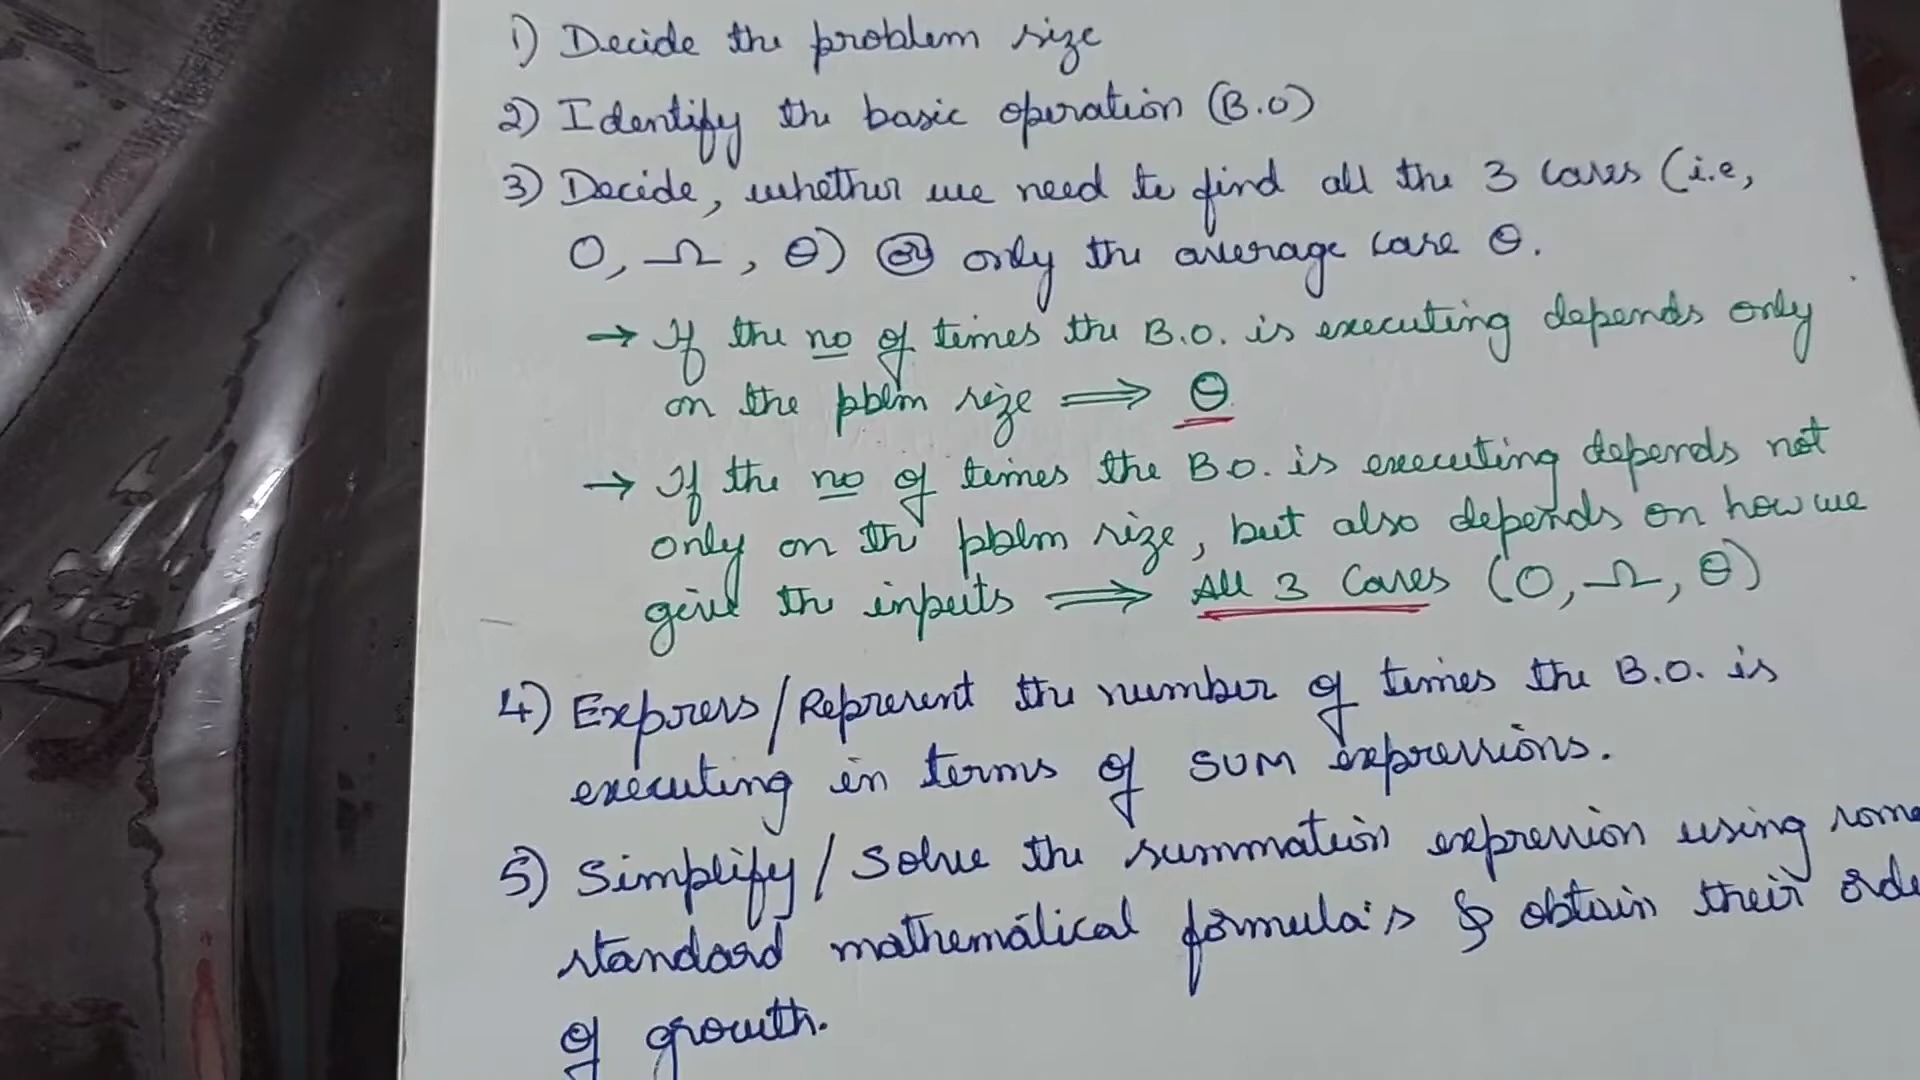 1) Decide the problem size
2) Identify the basic operation (B.O)
3) Decide, whether we need to find all the 3 cases (i.e,
O, Ω, Θ) or only the average case Θ.
→ If the no of times the B.O. is executing depends only
on the pblm size ⟹ Θ
→ If the no of times the B.O. is executing depends not
only on the pblm size, but also depends on how we
give the inputs ⟹ All 3 Cases (O, Ω, Θ)
4) Express/Represent the number of times the B.O. is
executing in terms of SUM expressions.
5) Simplify/Solve the summation expression using some
standard mathematical formula's & obtain their orde
of growth.